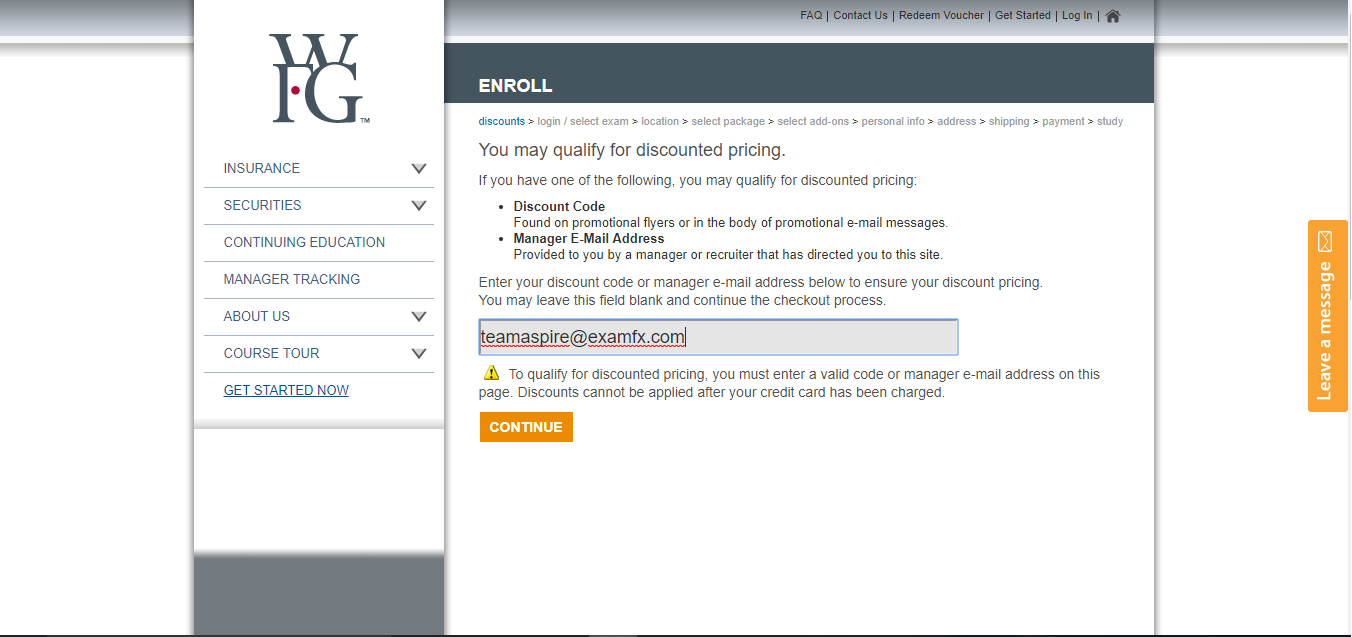 FAQ | Contact Us | Redeem Voucher | Get Started | Log In |
WFG™
INSURANCE
SECURITIES
CONTINUING EDUCATION
MANAGER TRACKING
ABOUT US
COURSE TOUR
GET STARTED NOW
ENROLL
discounts > login / select exam > location > select package > select add-ons > personal info > address > shipping > payment > study
You may qualify for discounted pricing.
If you have one of the following, you may qualify for discounted pricing:
• Discount Code
Found on promotional flyers or in the body of promotional e-mail messages.
• Manager E-Mail Address
Provided to you by a manager or recruiter that has directed you to this site.
Enter your discount code or manager e-mail address below to ensure your discount pricing.
You may leave this field blank and continue the checkout process.
teamaspire@examfx.com
To qualify for discounted pricing, you must enter a valid code or manager e-mail address on this
page. Discounts cannot be applied after your credit card has been charged.
CONTINUE
Leave a message